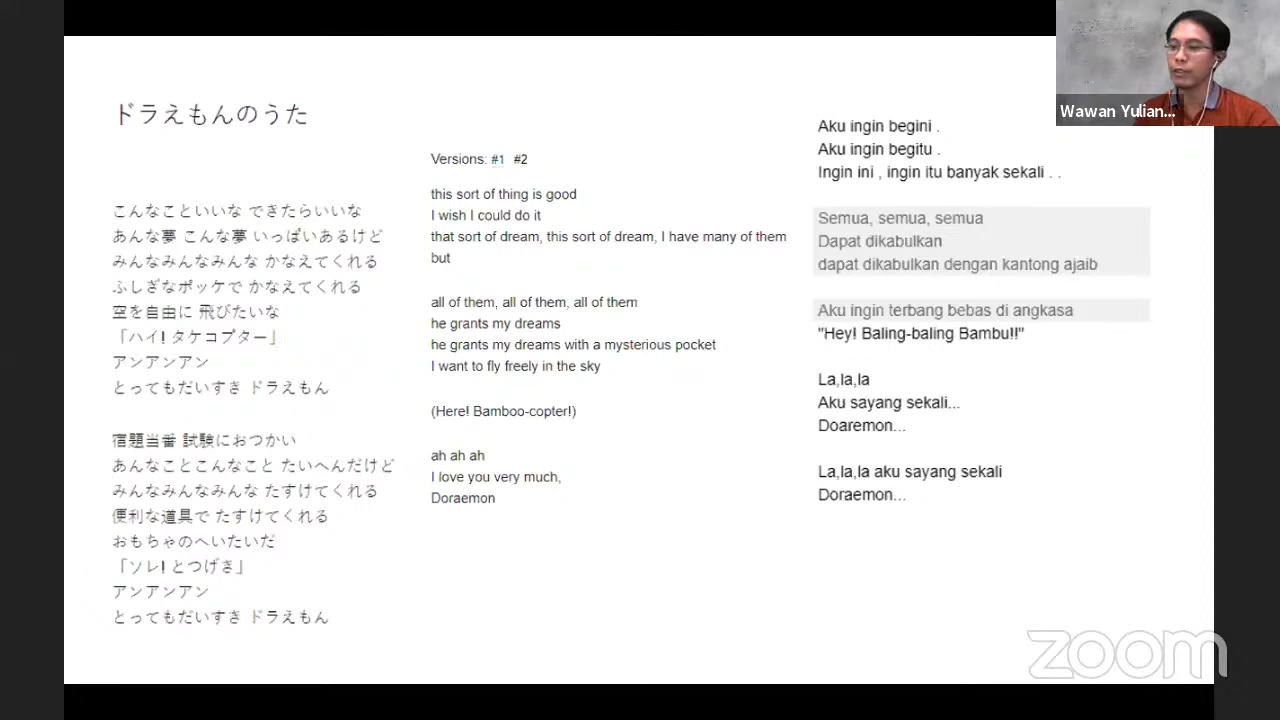 ドラえもんのうた
こんなこといいな できたらいいな
あんな夢 こんな夢 いっぱいあるけど
みんなみんなみんな かなえてくれる
ふしぎなポッケで かなえてくれる
空を自由に 飛びたいな
「ハイ! タケコプター」
アンアンアン
とってもだいすき ドラえもん
宿題当番 試験におつかい
あんなことこんなこと たいへんだけど
みんなみんなみんな たすけてくれる
便利な道具で たすけてくれる
おもちゃのへいたいだ
「ソレ! とつげき」
アンアンアン
とってもだいすき ドラえもん
Versions: #1 #2
this sort of thing is good
I wish I could do it
that sort of dream, this sort of dream, I have many of them
but
all of them, all of them, all of them
he grants my dreams
he grants my dreams with a mysterious pocket
I want to fly freely in the sky
(Here! Bamboo-copter!)
ah ah ah
I love you very much,
Doraemon
Aku ingin begini .
Aku ingin begitu .
Ingin ini , ingin itu banyak sekali . .
Semua, semua, semua
Dapat dikabulkan
dapat dikabulkan dengan kantong ajaib
Aku ingin terbang bebas di angkasa
"Hey! Baling-baling Bambu!!"
La,la,la
Aku sayang sekali...
Doaremon...
La,la,la aku sayang sekali
Doraemon...
Wawan Yulian...
zoom